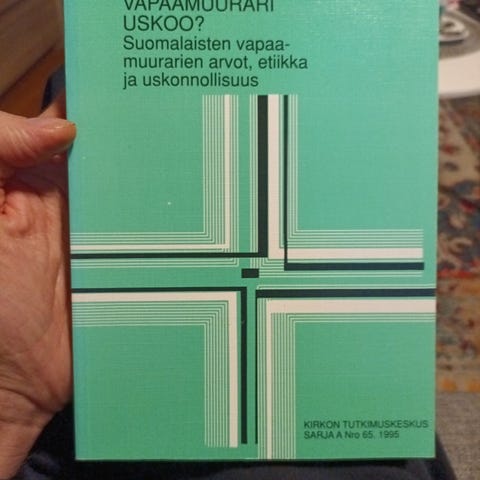 VAPAAMUURARI
USKOO?
Suomalaisten vapaa-
muurarien arvot, etiikka
ja uskonnollisuus
KIRKON TUTKIMUSKESKUS
SARJA A Nro 65. 1995